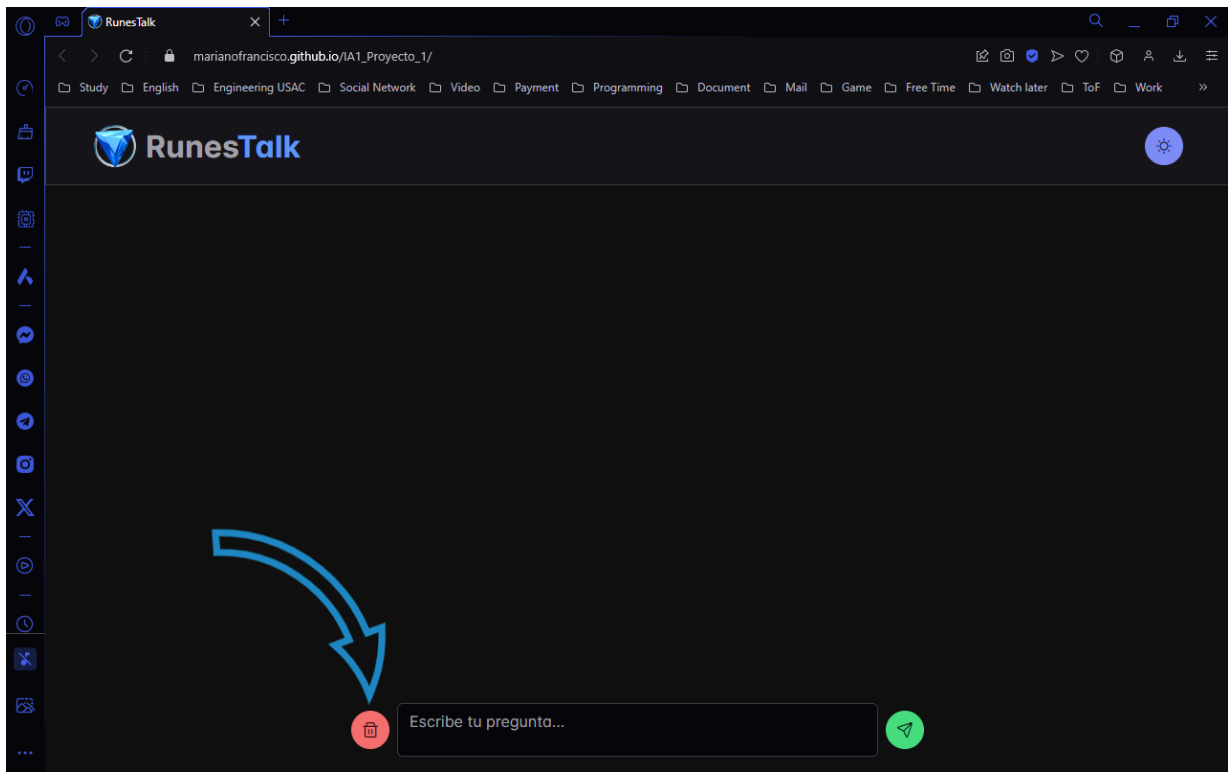 RunesTalk
marianofrancisco.github.io/IA1_Proyecto_1/
Study English Engineering USAC Social Network Video Payment Programming Document Mail Game Free Time Watch later ToF Work »
RunesTalk
Escribe tu pregunta...